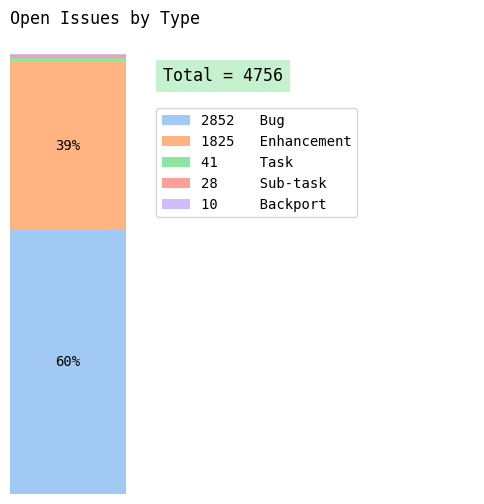 Open Issues by Type
Total = 4756
2852 Bug
1825 Enhancement
41 Task
28 Sub-task
10 Backport
39%
60%